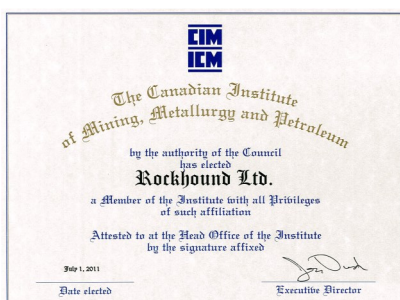 CIM
ICM
The Canadian Institute
of Mining, Metallurgy and Petroleum
by the authority of the Council
has elected
Rockhound Ltd.
a Member of the Institute with all Privileges
of such affiliation
Attested to at the Head Office of the Institute
by the signature affixed
July 1, 2011
Date elected
Executive Director